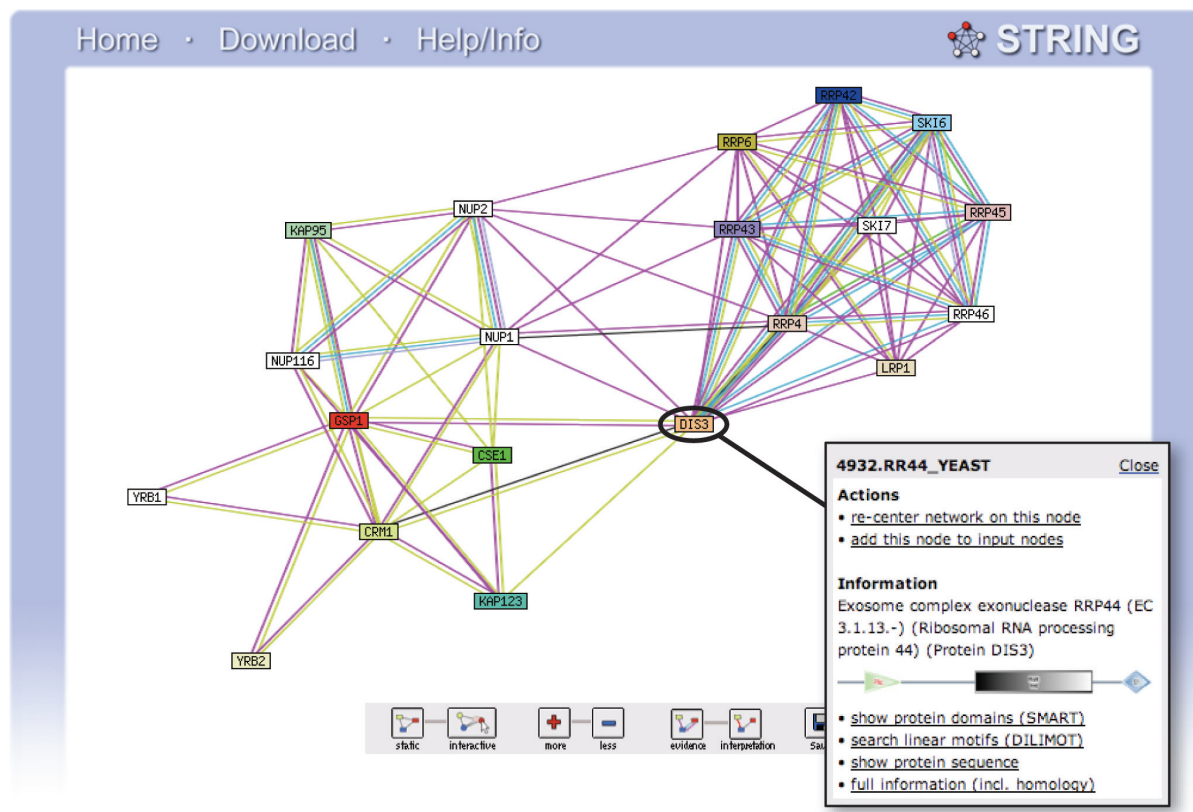 Home · Download · Help/Info
STRING
RRP42
SKI6
RRP6
NUP2
RRP45
KAP95
RRP43
SKI7
RRP46
RRP4
NUP1
NUP116
LRP1
GSP1
DIS3
CSE1
YRB1
CRM1
KAP123
YRB2
4932.RR44_YEAST Close
Actions
• re-center network on this node
• add this node to input nodes
Information
Exosome complex exonuclease RRP44 (EC
3.1.13.-) (Ribosomal RNA processing
protein 44) (Protein DIS3)
• show protein domains (SMART)
• search linear motifs (DILIMOT)
• show protein sequence
• full information (incl. homology)
static interactive more less evidence interpretation